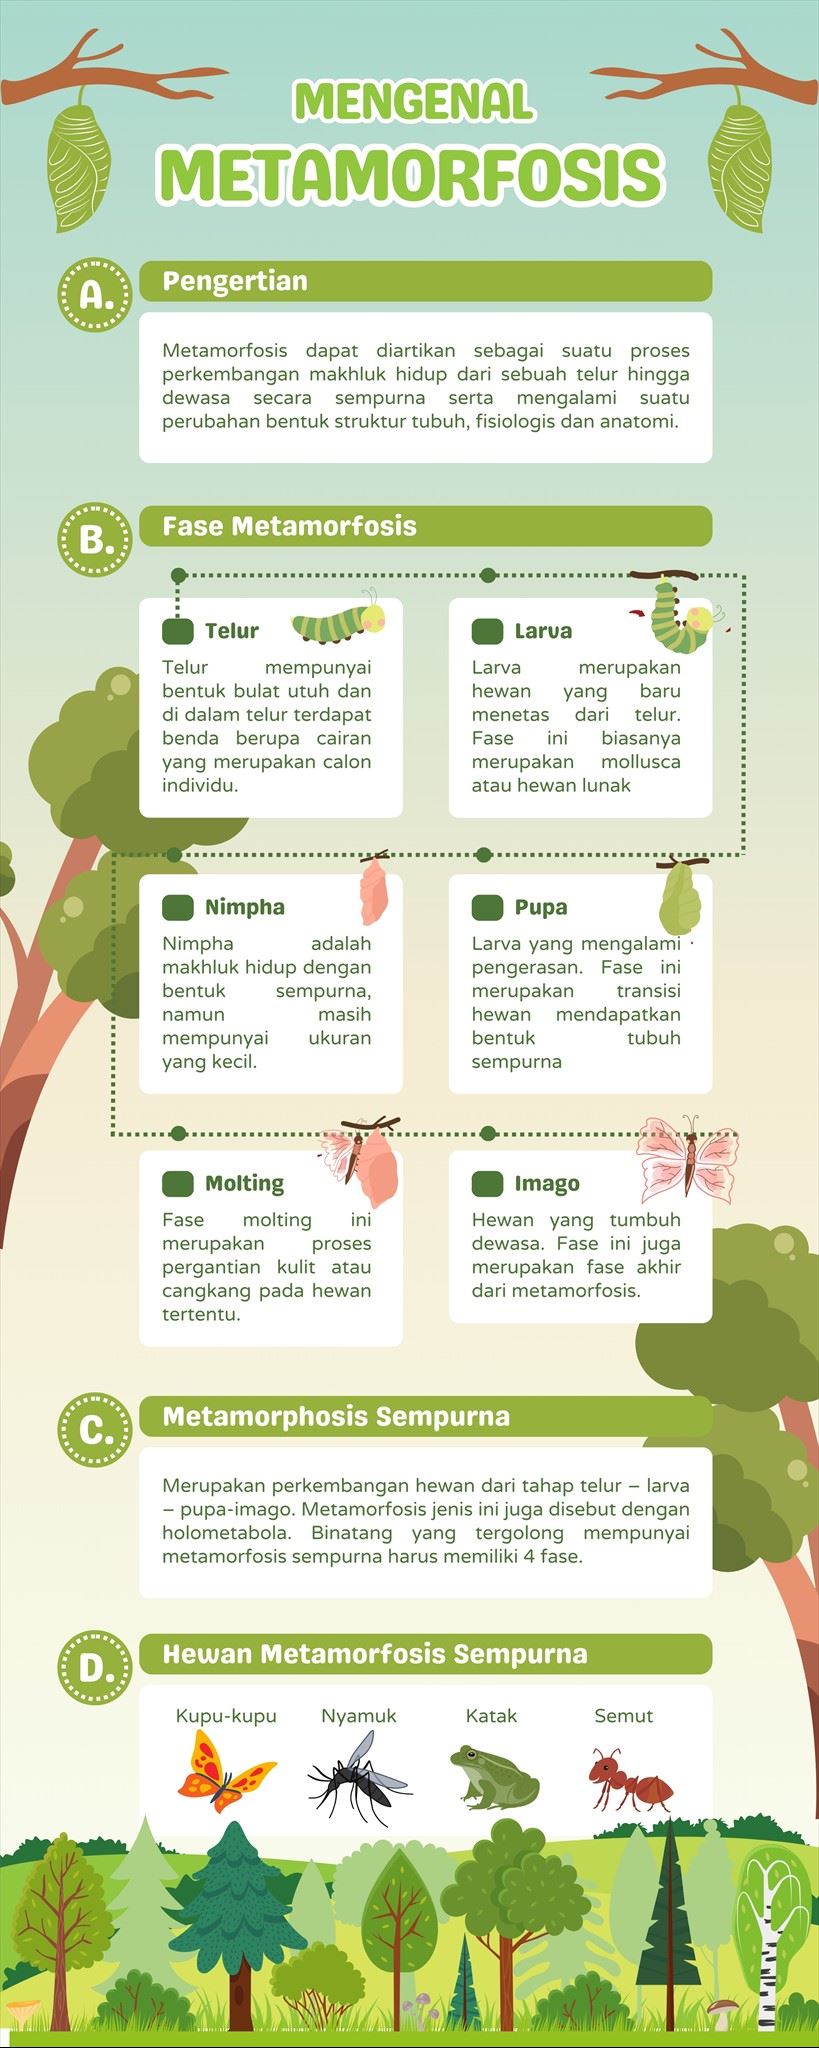 MENGENAL
METAMORFOSIS
A.
Pengertian
Metamorfosis dapat diartikan sebagai suatu proses
perkembangan makhluk hidup dari sebuah telur hingga
dewasa secara sempurna serta mengalami suatu
perubahan bentuk struktur tubuh, fisiologis dan anatomi.
B.
Fase Metamorfosis
Telur
Telur mempunyai
bentuk bulat utuh dan
di dalam telur terdapat
benda berupa cairan
yang merupakan calon
individu.
Larva
Larva merupakan
hewan yang baru
menetas dari telur.
Fase ini biasanya
merupakan mollusca
atau hewan lunak
Nimpha
Nimpha adalah
makhluk hidup dengan
bentuk sempurna,
namun masih
mempunyai ukuran
yang kecil.
Pupa
Larva yang mengalami
pengerasan. Fase ini
merupakan transisi
hewan mendapatkan
bentuk tubuh
sempurna
Molting
Fase molting ini
merupakan proses
pergantian kulit atau
cangkang pada hewan
tertentu.
Imago
Hewan yang tumbuh
dewasa. Fase ini juga
merupakan fase akhir
dari metamorfosis.
C.
Metamorphosis Sempurna
Merupakan perkembangan hewan dari tahap telur – larva
– pupa-imago. Metamorfosis jenis ini juga disebut dengan
holometabola. Binatang yang tergolong mempunyai
metamorfosis sempurna harus memiliki 4 fase.
D.
Hewan Metamorfosis Sempurna
Kupu-kupu Nyamuk Katak Semut